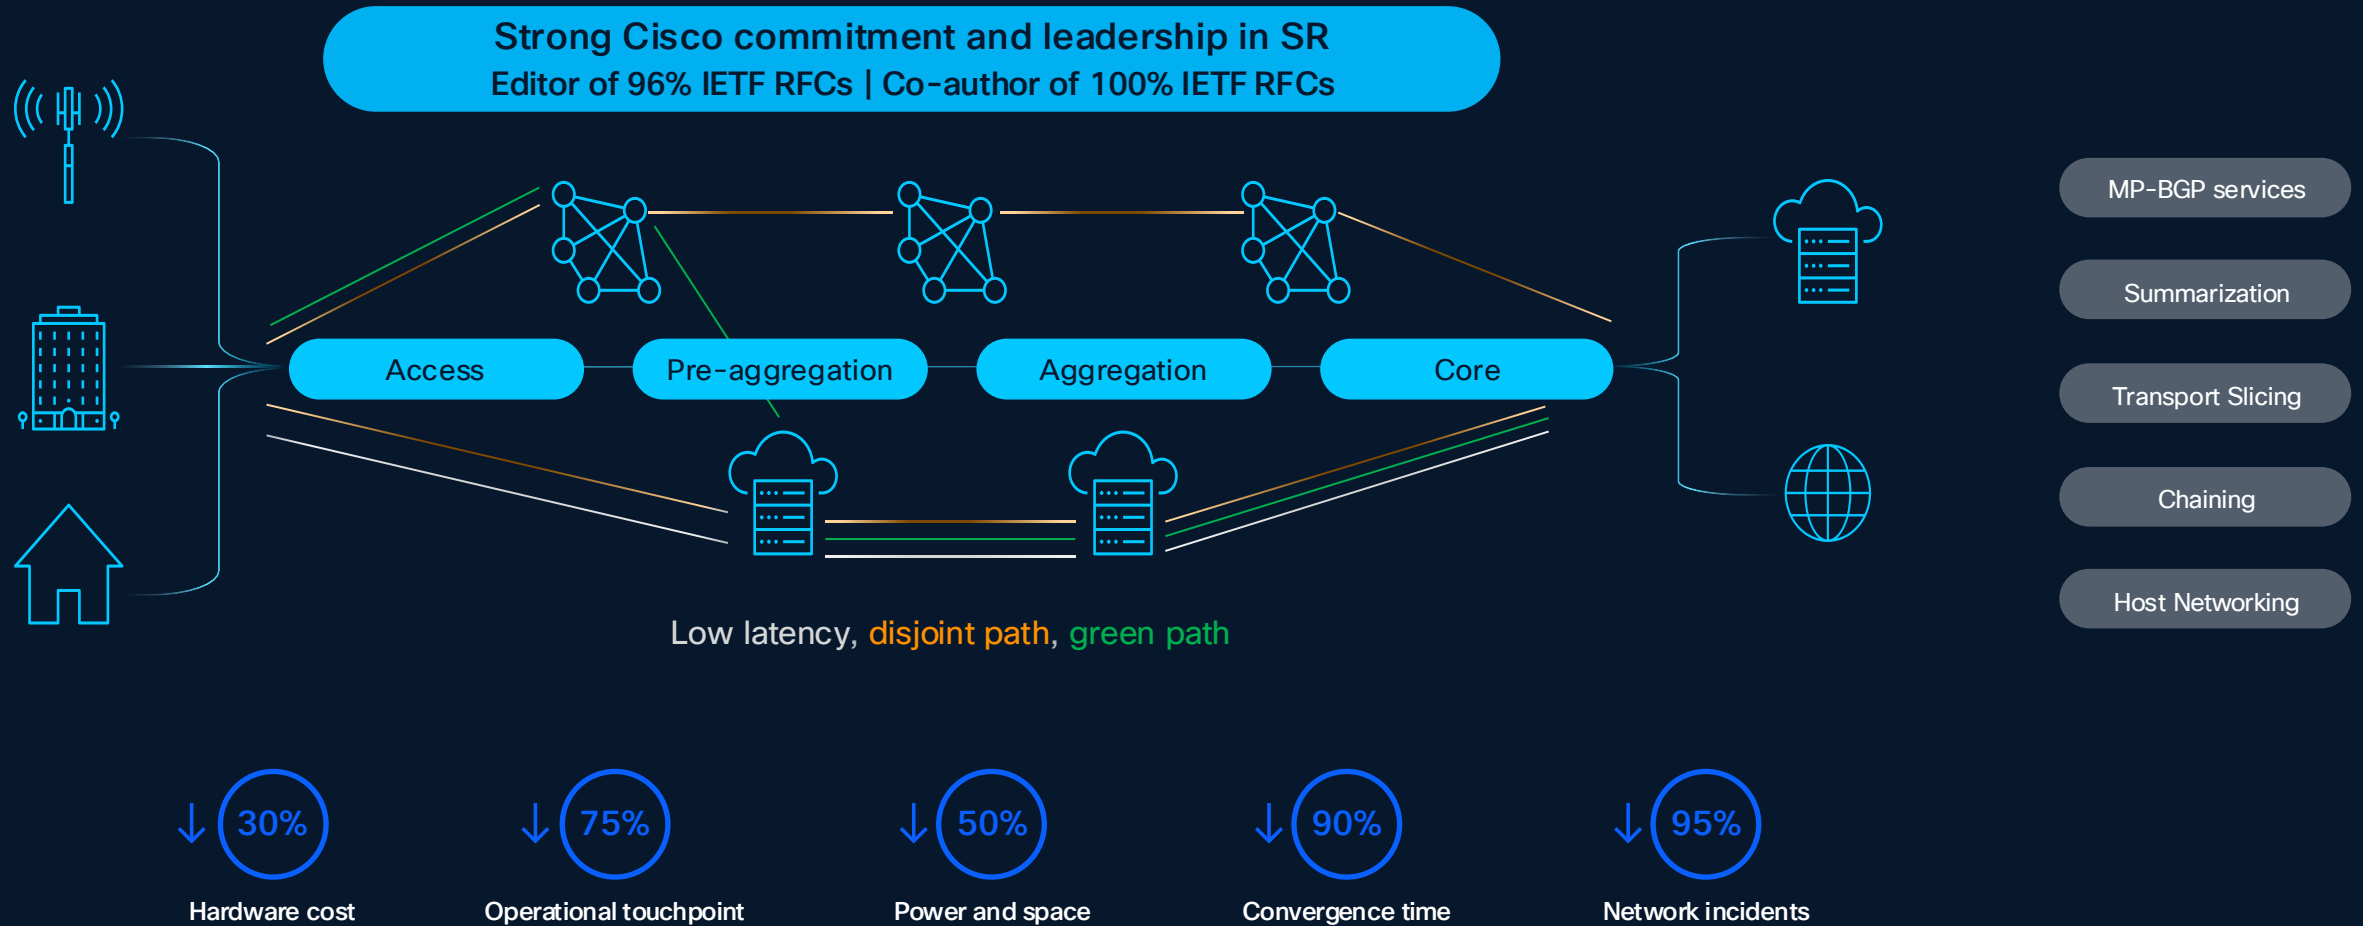 Strong Cisco commitment and leadership in SR
Editor of 96% IETF RFCs | Co-author of 100% IETF RFCs
MP-BGP services
Summarization
Transport Slicing
Chaining
Host Networking
Access
Pre-aggregation
Aggregation
Core
Low latency, disjoint path, green path
30%
Hardware cost
75%
Operational touchpoint
50%
Power and space
90%
Convergence time
95%
Network incidents